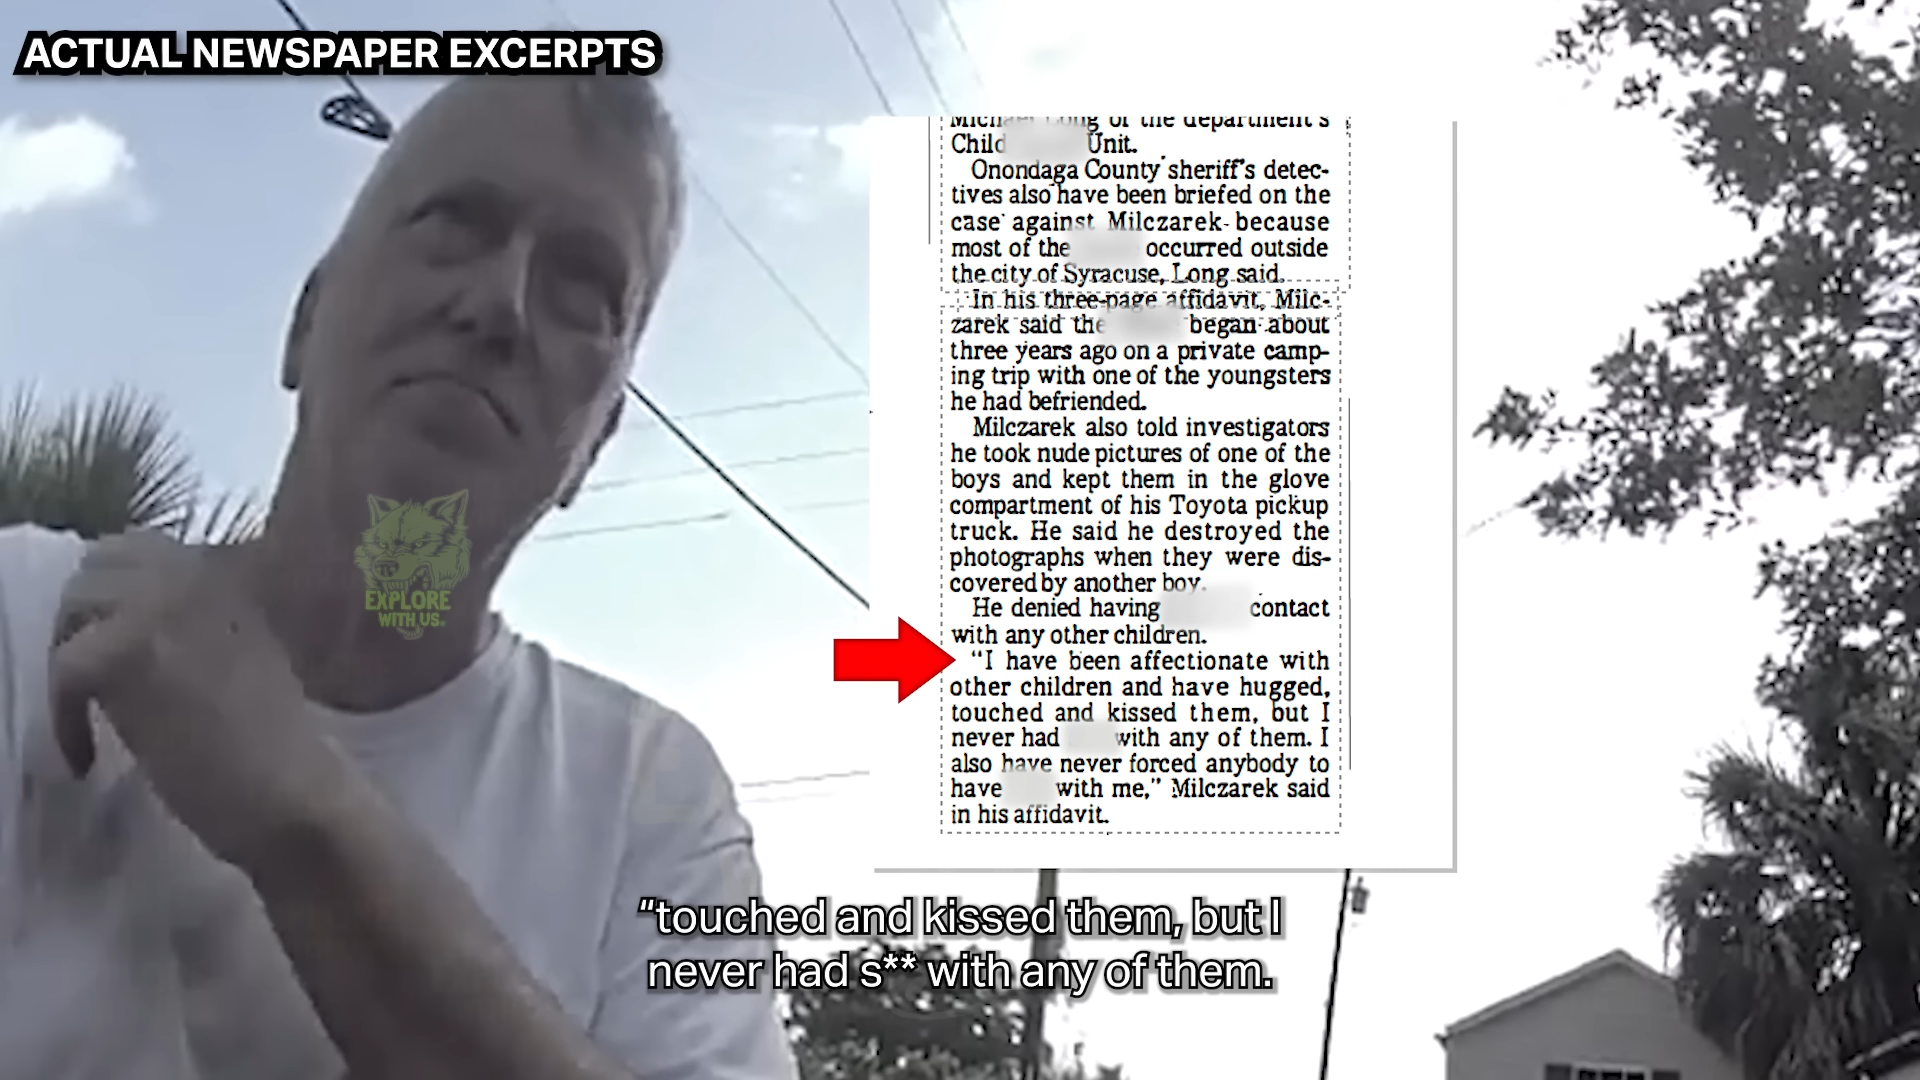 ACTUAL NEWSPAPER EXCERPTS
Michael Long of the department's
Child Unit.
Onondaga County sheriff's detec-
tives also have been briefed on the
case against Milczarek because
most of the occurred outside
the city of Syracuse, Long said.
In his three-page affidavit, Milc-
zarek said the began about
three years ago on a private camp-
ing trip with one of the youngsters
he had befriended.
Milczarek also told investigators
he took nude pictures of one of the
boys and kept them in the glove
compartment of his Toyota pickup
truck. He said he destroyed the
photographs when they were dis-
covered by another boy.
He denied having contact
with any other children.
"I have been affectionate with
other children and have hugged,
touched and kissed them, but I
never had with any of them. I
also have never forced anybody to
have with me," Milczarek said
in his affidavit.
EXPLORE
WITH US.
"touched and kissed them, but I
never had s** with any of them.